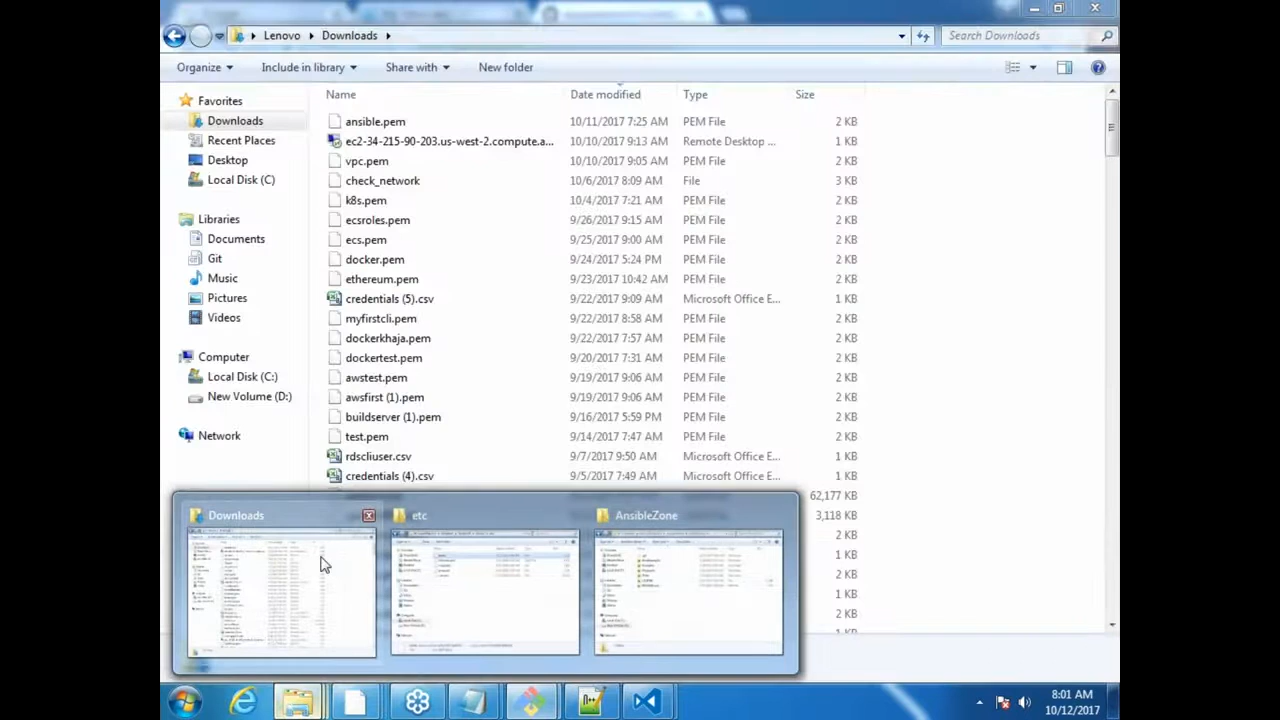 Lenovo Downloads Search Downloads
Organize Include in library Share with New folder
Name Date modified Type Size
Favorites
Downloads
Recent Places
Desktop
Local Disk (C)
Libraries
Documents
Git
Music
Pictures
Videos
Computer
Local Disk (C:)
New Volume (D:)
Network
ansible.pem 10/11/2017 7:25 AM PEM File 2 KB
ec2-34-215-90-203.us-west-2.compute.a... 10/10/2017 9:13 AM Remote Desktop ... 1 KB
vpc.pem 10/10/2017 9:05 AM PEM File 2 KB
check_network 10/6/2017 8:09 AM File 3 KB
k8s.pem 10/4/2017 7:21 AM PEM File 2 KB
ecsroles.pem 9/26/2017 9:15 AM PEM File 2 KB
ecs.pem 9/25/2017 9:00 AM PEM File 2 KB
docker.pem 9/24/2017 5:24 PM PEM File 2 KB
ethereum.pem 9/23/2017 10:42 AM PEM File 2 KB
credentials (5).csv 9/22/2017 9:09 AM Microsoft Office E... 1 KB
myfirstcli.pem 9/22/2017 8:58 AM PEM File 2 KB
dockerkhaja.pem 9/22/2017 7:57 AM PEM File 2 KB
dockertest.pem 9/20/2017 7:31 AM PEM File 2 KB
awstest.pem 9/19/2017 9:06 AM PEM File 2 KB
awsfirst (1).pem 9/19/2017 9:06 AM PEM File 2 KB
buildserver (1).pem 9/16/2017 5:59 PM PEM File 2 KB
test.pem 9/14/2017 7:47 AM PEM File 2 KB
rdscliuser.csv 9/7/2017 9:50 AM Microsoft Office E... 1 KB
credentials (4).csv 9/5/2017 7:49 AM Microsoft Office E... 1 KB
62,177 KB
3,118 KB
2 KB
1 KB
2 KB
2 KB
2 KB
1 KB
Downloads etc AnsibleZone
8:01 AM
10/12/2017